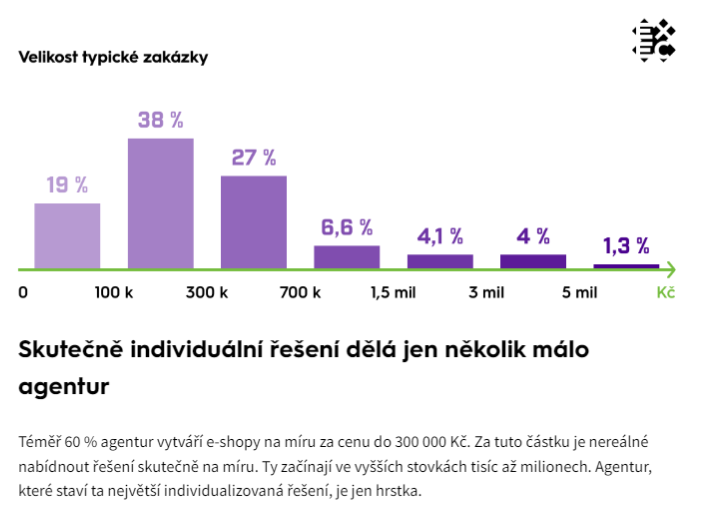 Velikost typické zakázky
38 %
27 %
19 %
6,6 %
4,1 %
4 %
1,3 %
0 100 k 300 k 700 k 1,5 mil 3 mil 5 mil Kč
Skutečně individuální řešení dělá jen několik málo
agentur
Téměř 60 % agentur vytváří e-shopy na míru za cenu do 300 000 Kč. Za tuto částku je nereálné
nabídnout řešení skutečně na míru. Ty začínají ve vyšších stovkách tisíc až milionech. Agentur,
které staví ta největší individualizovaná řešení, je jen hrstka.